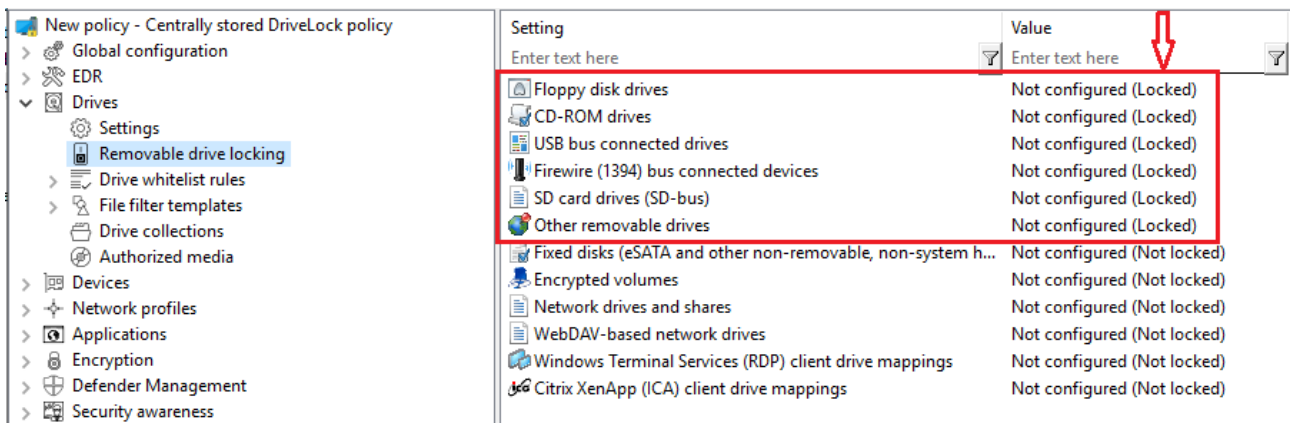 New policy - Centrally stored DriveLock policy
Global configuration
EDR
Drives
Settings
Removable drive locking
Drive whitelist rules
File filter templates
Drive collections
Authorized media
Devices
Network profiles
Applications
Encryption
Defender Management
Security awareness
Setting Value
Enter text here Enter text here
Floppy disk drives Not configured (Locked)
CD-ROM drives Not configured (Locked)
USB bus connected drives Not configured (Locked)
Firewire (1394) bus connected devices Not configured (Locked)
SD card drives (SD-bus) Not configured (Locked)
Other removable drives Not configured (Locked)
Fixed disks (eSATA and other non-removable, non-system h... Not configured (Not locked)
Encrypted volumes Not configured (Not locked)
Network drives and shares Not configured (Not locked)
WebDAV-based network drives Not configured (Not locked)
Windows Terminal Services (RDP) client drive mappings Not configured (Not locked)
Citrix XenApp (ICA) client drive mappings Not configured (Not locked)